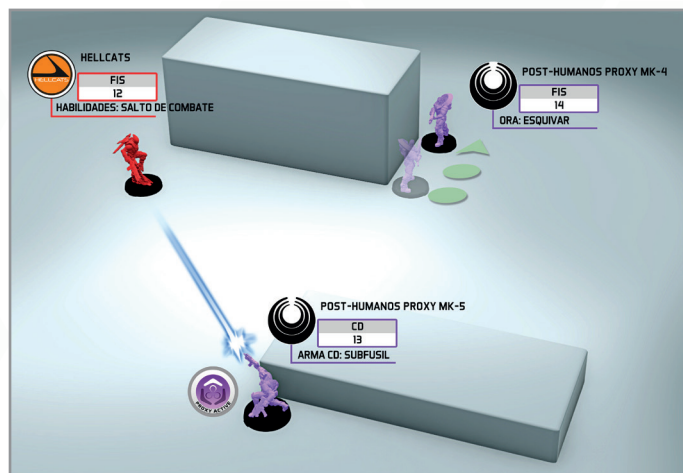 HELLCATS
HELLCATS
FIS
12
HABILIDADES: SALTO DE COMBATE
POST-HUMANOS PROXY MK-4
FIS
14
ORA: ESQUIVAR
POST-HUMANOS PROXY MK-5
CD
13
ARMA CD: SUBFUSIL
PROXY ACTIVE